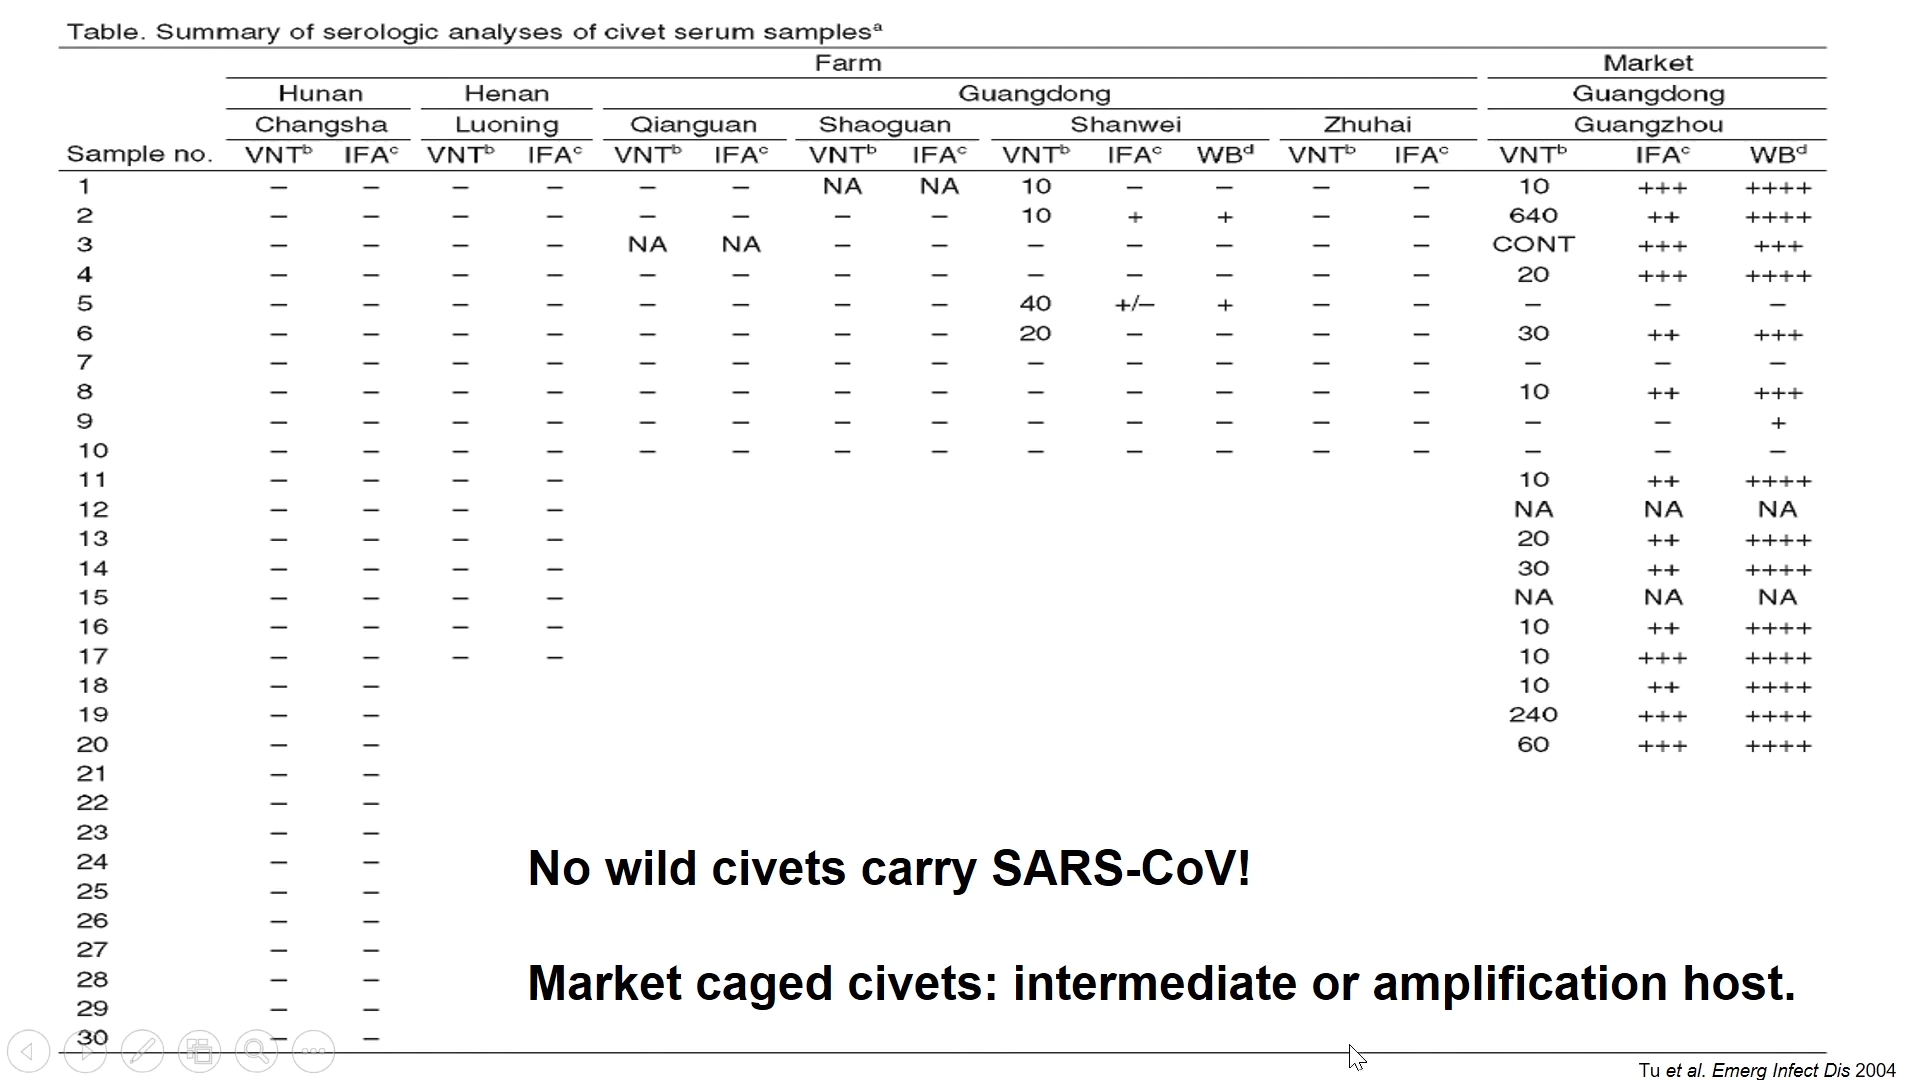 Table. Summary of serologic analyses of civet serum samplesª
Farm Market
Hunan Henan Guangdong Guangdong
Changsha Luoning Qianguan Shaoguan Shanwei Zhuhai Guangzhou
Sample no. VNTᵇ IFAᶜ VNTᵇ IFAᶜ VNTᵇ IFAᶜ VNTᵇ IFAᶜ VNTᵇ IFAᶜ WBᵈ VNTᵇ IFAᶜ VNTᵇ IFAᶜ WBᵈ
1 – – – – – – NA NA 10 – – – – 10 +++ ++++
2 – – – – – – – – 10 + + – – 640 ++ ++++
3 – – – – NA NA – – – – – – – CONT +++ +++
4 – – – – – – – – – – – – – 20 +++ ++++
5 – – – – – – – – 40 +/– + – – – – –
6 – – – – – – – – 20 – – – – 30 ++ +++
7 – – – – – – – – – – – – – – – –
8 – – – – – – – – – – – – – 10 ++ +++
9 – – – – – – – – – – – – – – – +
10 – – – – – – – – – – – – – – – –
11 – – – – 10 ++ ++++
12 – – – – NA NA NA
13 – – – – 20 ++ ++++
14 – – – – 30 ++ ++++
15 – – – – NA NA NA
16 – – – – 10 ++ ++++
17 – – – – 10 +++ ++++
18 – – 10 ++ ++++
19 – – 240 +++ ++++
20 – – 60 +++ ++++
21 – –
22 – –
23 – –
24 – –
25 – –
26 – –
27 – –
28 – –
29 – –
30 – –
No wild civets carry SARS-CoV!
Market caged civets: intermediate or amplification host.
Tu et al. Emerg Infect Dis 2004